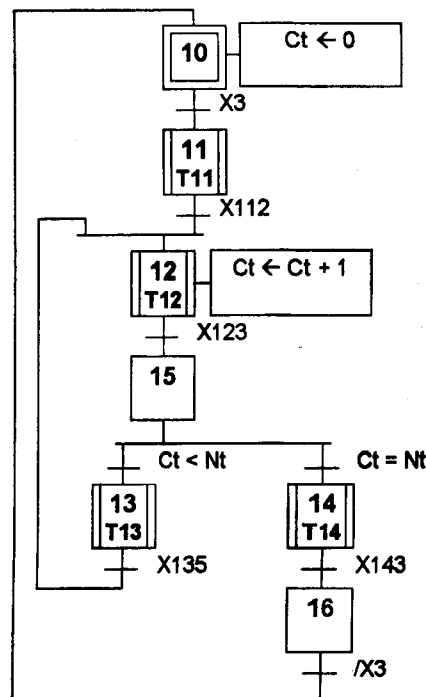 10
Ct ← 0
X3
11
T11
X112
12
T12
Ct ← Ct + 1
X123
15
Ct < Nt
Ct = Nt
13
T13
14
T14
X135
X143
16
/X3